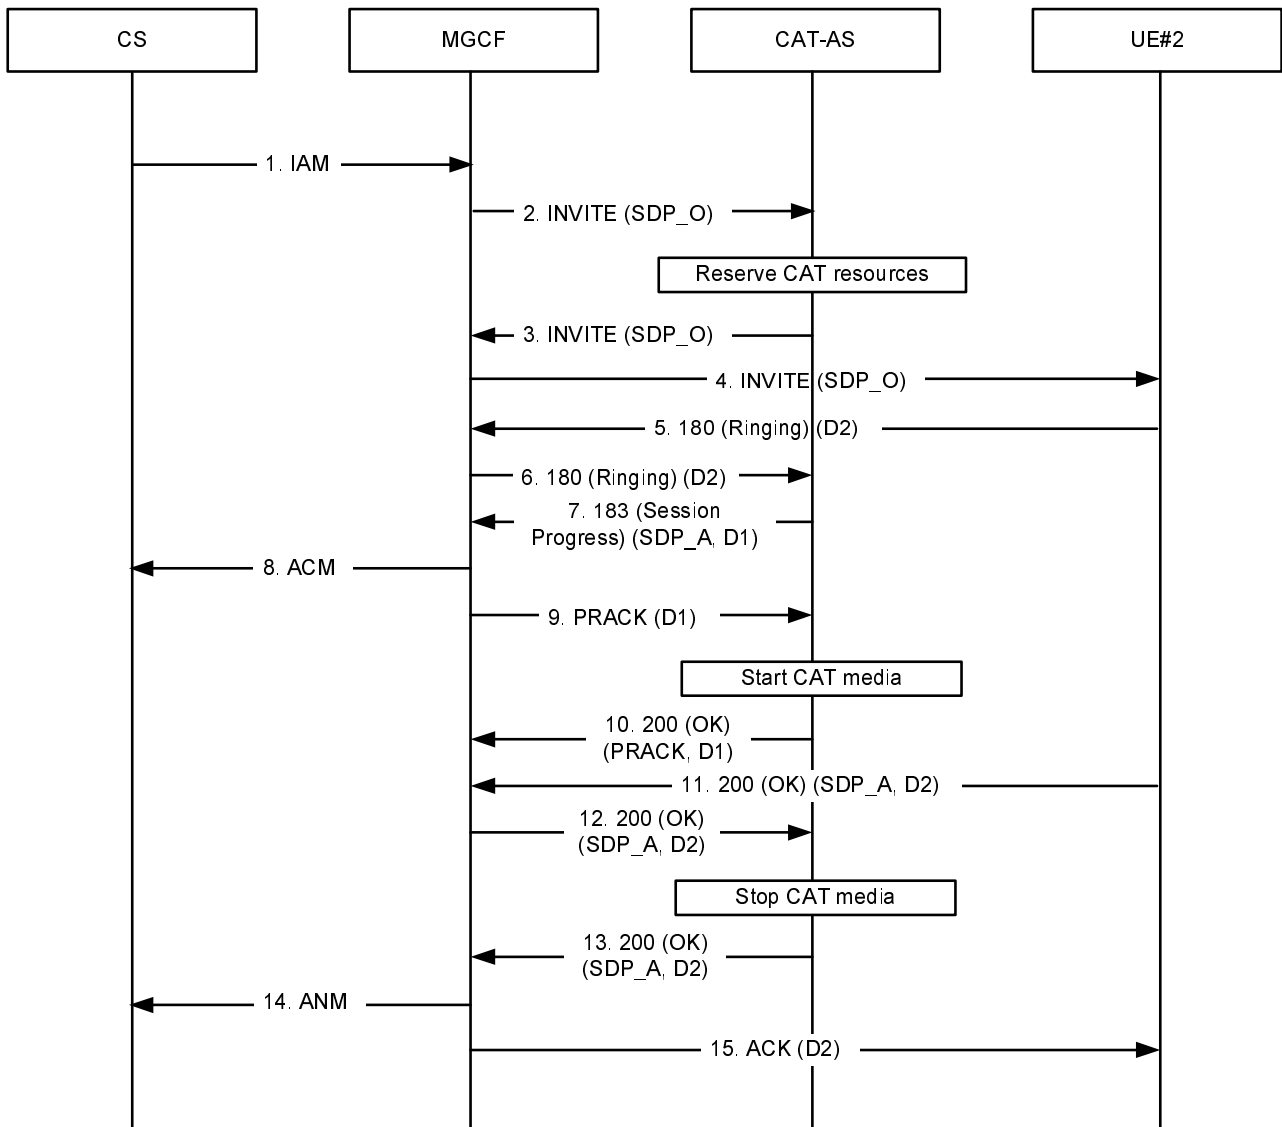 CS
MGCF
CAT-AS
UE#2
1. IAM
2. INVITE (SDP_O)
Reserve CAT resources
3. INVITE (SDP_O)
4. INVITE (SDP_O)
5. 180 (Ringing) (D2)
6. 180 (Ringing) (D2)
7. 183 (Session
Progress) (SDP_A, D1)
8. ACM
9. PRACK (D1)
Start CAT media
10. 200 (OK)
(PRACK, D1)
11. 200 (OK) (SDP_A, D2)
12. 200 (OK)
(SDP_A, D2)
Stop CAT media
13. 200 (OK)
(SDP_A, D2)
14. ANM
15. ACK (D2)